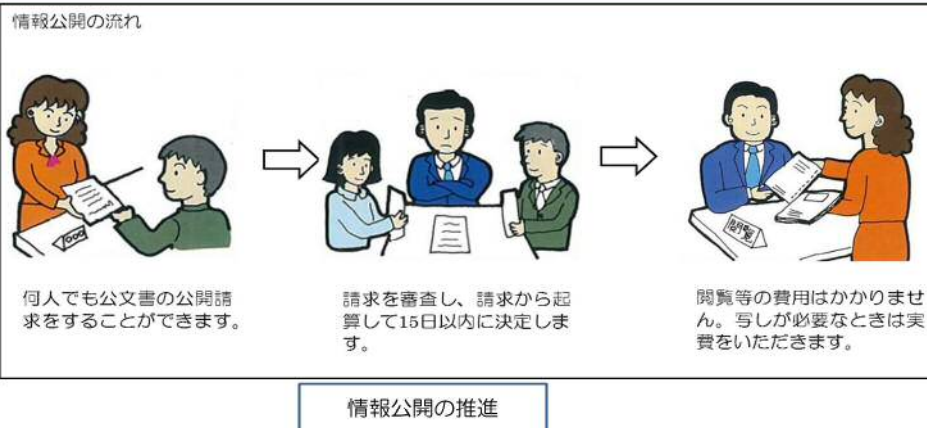 情報公開の流れ
○○○
閲覧
何人でも公文書の公開請
求をすることができます。
請求を審査し、請求から起
算して15日以内に決定しま
す。
閲覧等の費用はかかりませ
ん。写しが必要なときは実
費をいただきます。
情報公開の推進